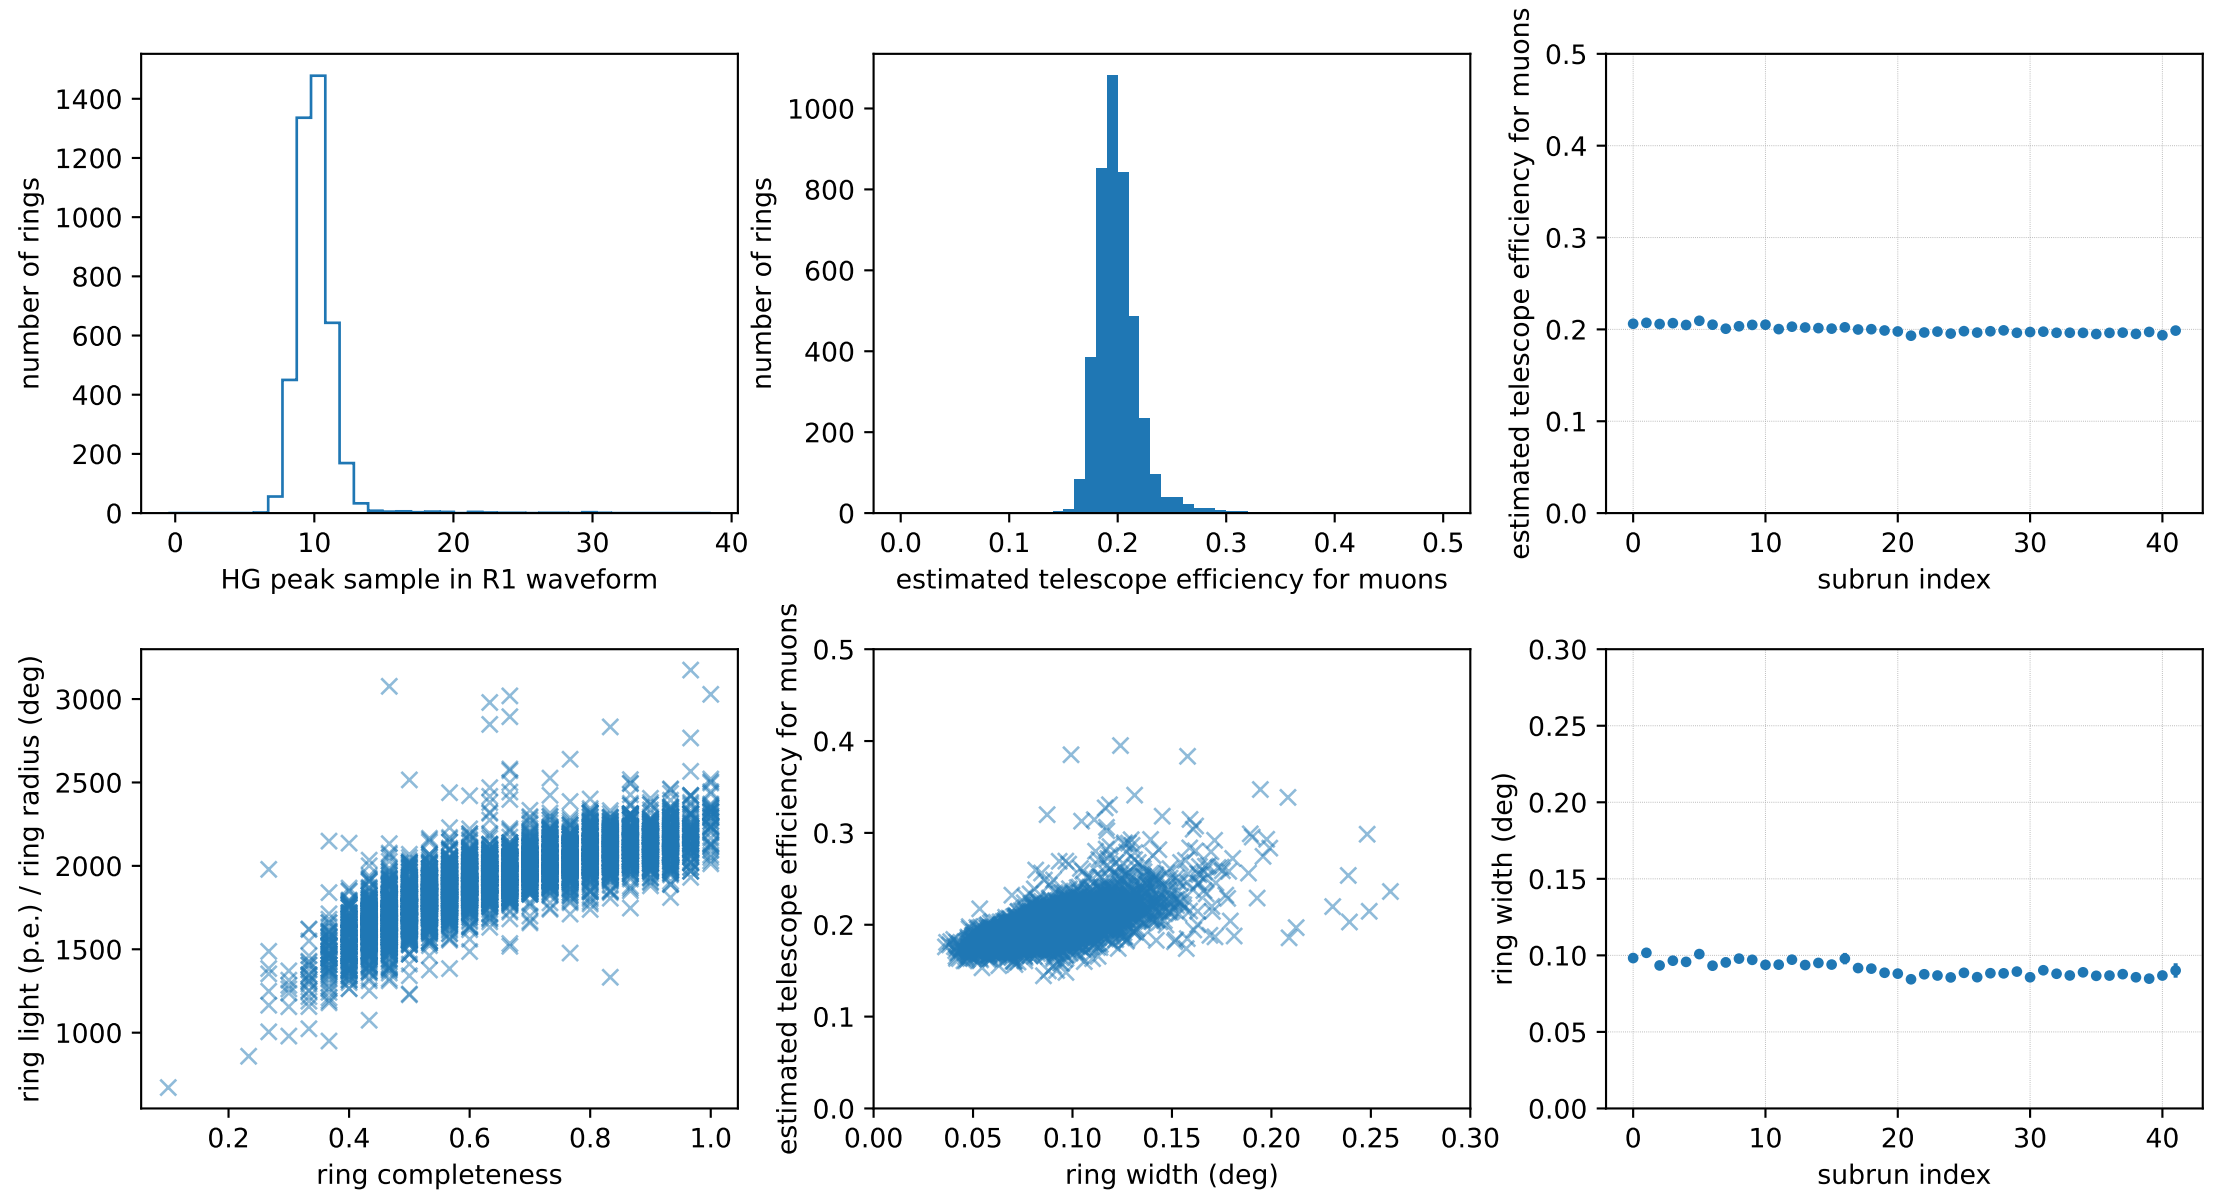 number of rings
1400
1200
1000
800
600
400
200
0
0 10 20 30 40
HG peak sample in R1 waveform
number of rings
1000
800
600
400
200
0
0.0 0.1 0.2 0.3 0.4 0.5
estimated telescope efficiency for muons
estimated telescope efficiency for muons
0.5
0.4
0.3
0.2
0.1
0.0
0 10 20 30 40
subrun index
ring light (p.e.) / ring radius (deg)
3000
2500
2000
1500
1000
0.2 0.4 0.6 0.8 1.0
ring completeness
estimated telescope efficiency for muons
0.5
0.4
0.3
0.2
0.1
0.0
0.00 0.05 0.10 0.15 0.20 0.25 0.30
ring width (deg)
ring width (deg)
0.30
0.25
0.20
0.15
0.10
0.05
0.00
0 10 20 30 40
subrun index